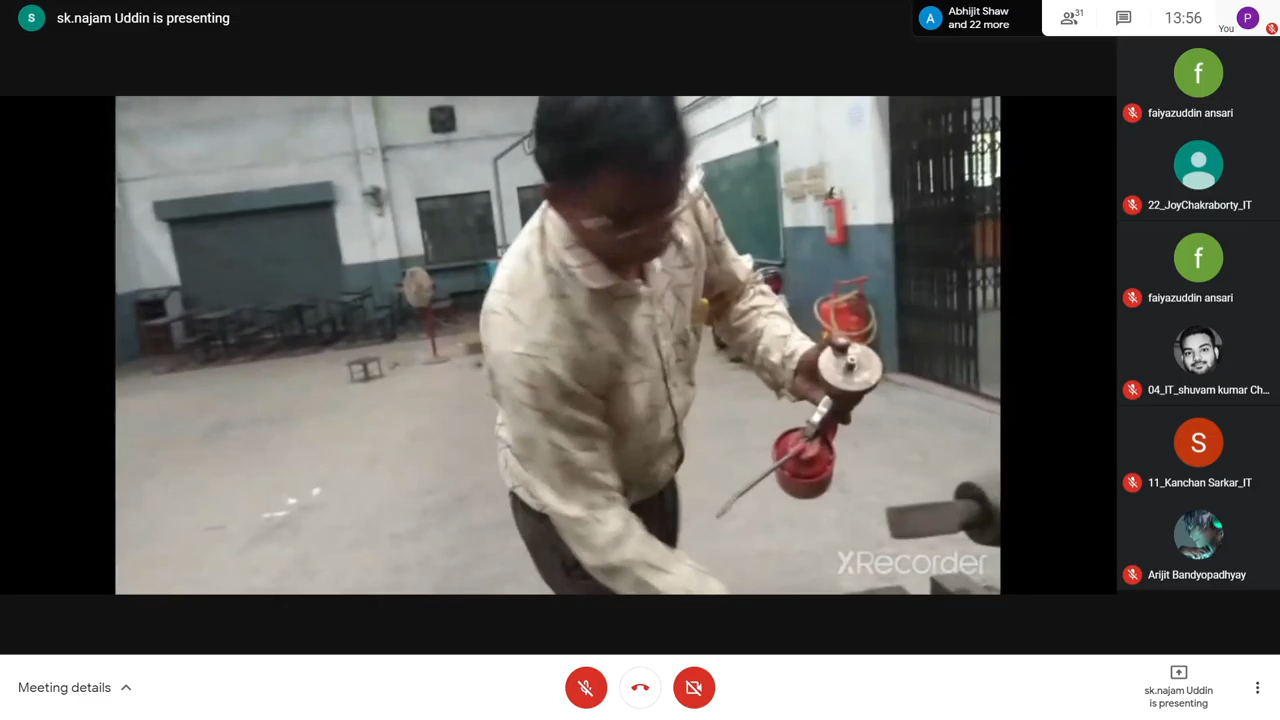 S
sk.najam Uddin is presenting
A
Abhijit Shaw
and 22 more
31
13:56
You
P
f
faiyazuddin ansari
22_JoyChakraborty_IT
f
faiyazuddin ansari
04_IT_shuvam kumar Ch...
S
11_Kanchan Sarkar_IT
Arijit Bandyopadhyay
XRecorder
Meeting details
sk.najam Uddin
is presenting